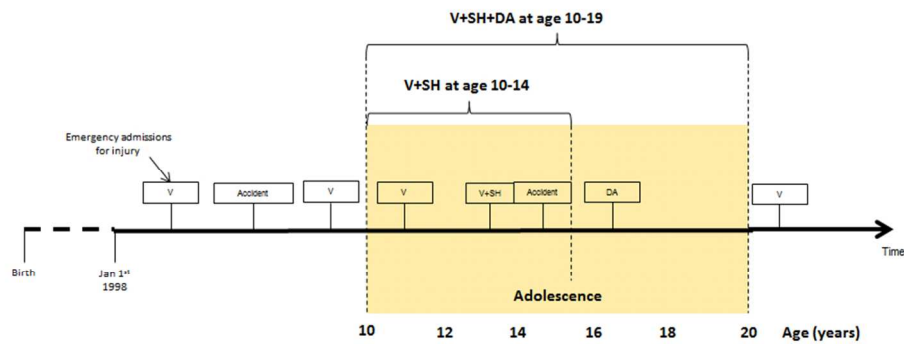 V+SH+DA at age 10-19
V+SH at age 10-14
Emergency admissions
for injury
V
Accident
V
V
V+SH
Accident
DA
V
Time
Birth
Jan 1st
1998
Adolescence
10
12
14
16
18
20
Age (years)